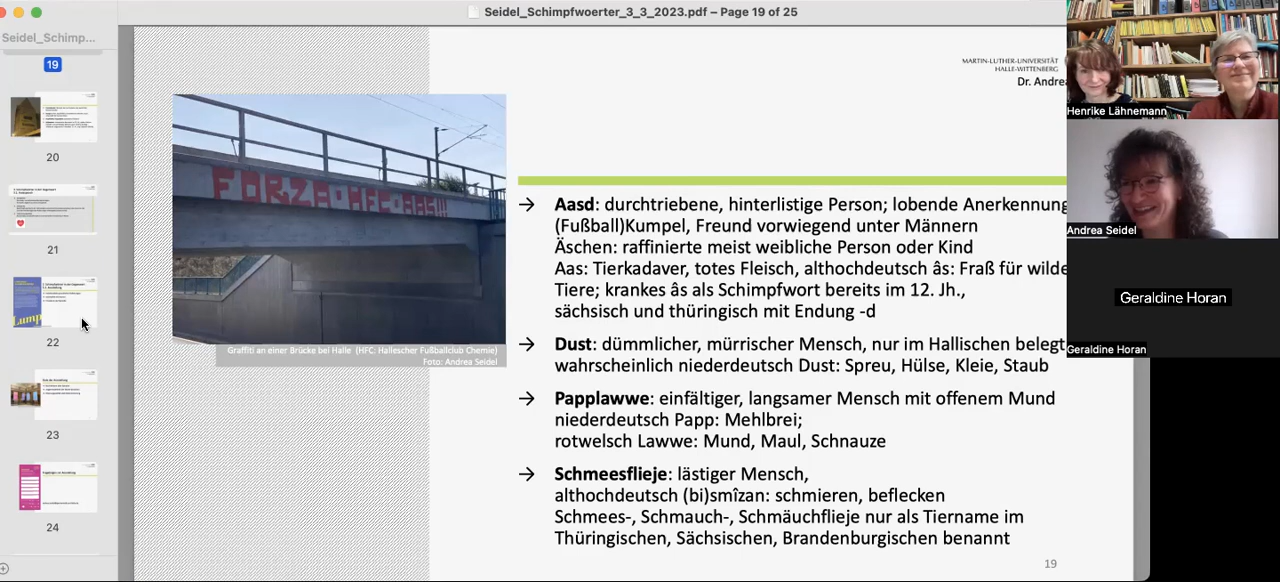 Seidel_Schimpfwoerter_3_3_2023.pdf – Page 19 of 25
Seidel_Schimp...
19
20
21
22
23
24
Lump
FORZEO HFC-AAS!!!
Graffiti an einer Brücke bei Halle (HFC: Hallescher Fußballclub Chemie)
Foto: Andrea Seidel
MARTIN-LUTHER-UNIVERSITÄT
HALLE-WITTENBERG
Dr. Andrea
→ Aasd: durchtriebene, hinterlistige Person; lobende Anerkennung
(Fußball)Kumpel, Freund vorwiegend unter Männern
Äschen: raffinierte meist weibliche Person oder Kind
Aas: Tierkadaver, totes Fleisch, althochdeutsch âs: Fraß für wilde
Tiere; krankes âs als Schimpfwort bereits im 12. Jh.,
sächsisch und thüringisch mit Endung -d
→ Dust: dümmlicher, mürrischer Mensch, nur im Hallischen belegt
wahrscheinlich niederdeutsch Dust: Spreu, Hülse, Kleie, Staub
→ Papplawwe: einfältiger, langsamer Mensch mit offenem Mund
niederdeutsch Papp: Mehlbrei;
rotwelsch Lawwe: Mund, Maul, Schnauze
→ Schmeesflieje: lästiger Mensch,
althochdeutsch (bi)smîzan: schmieren, beflecken
Schmees-, Schmauch-, Schmäuchflieje nur als Tiername im
Thüringischen, Sächsischen, Brandenburgischen benannt
19
Henrike Lähnemann
Andrea Seidel
Geraldine Horan
Geraldine Horan